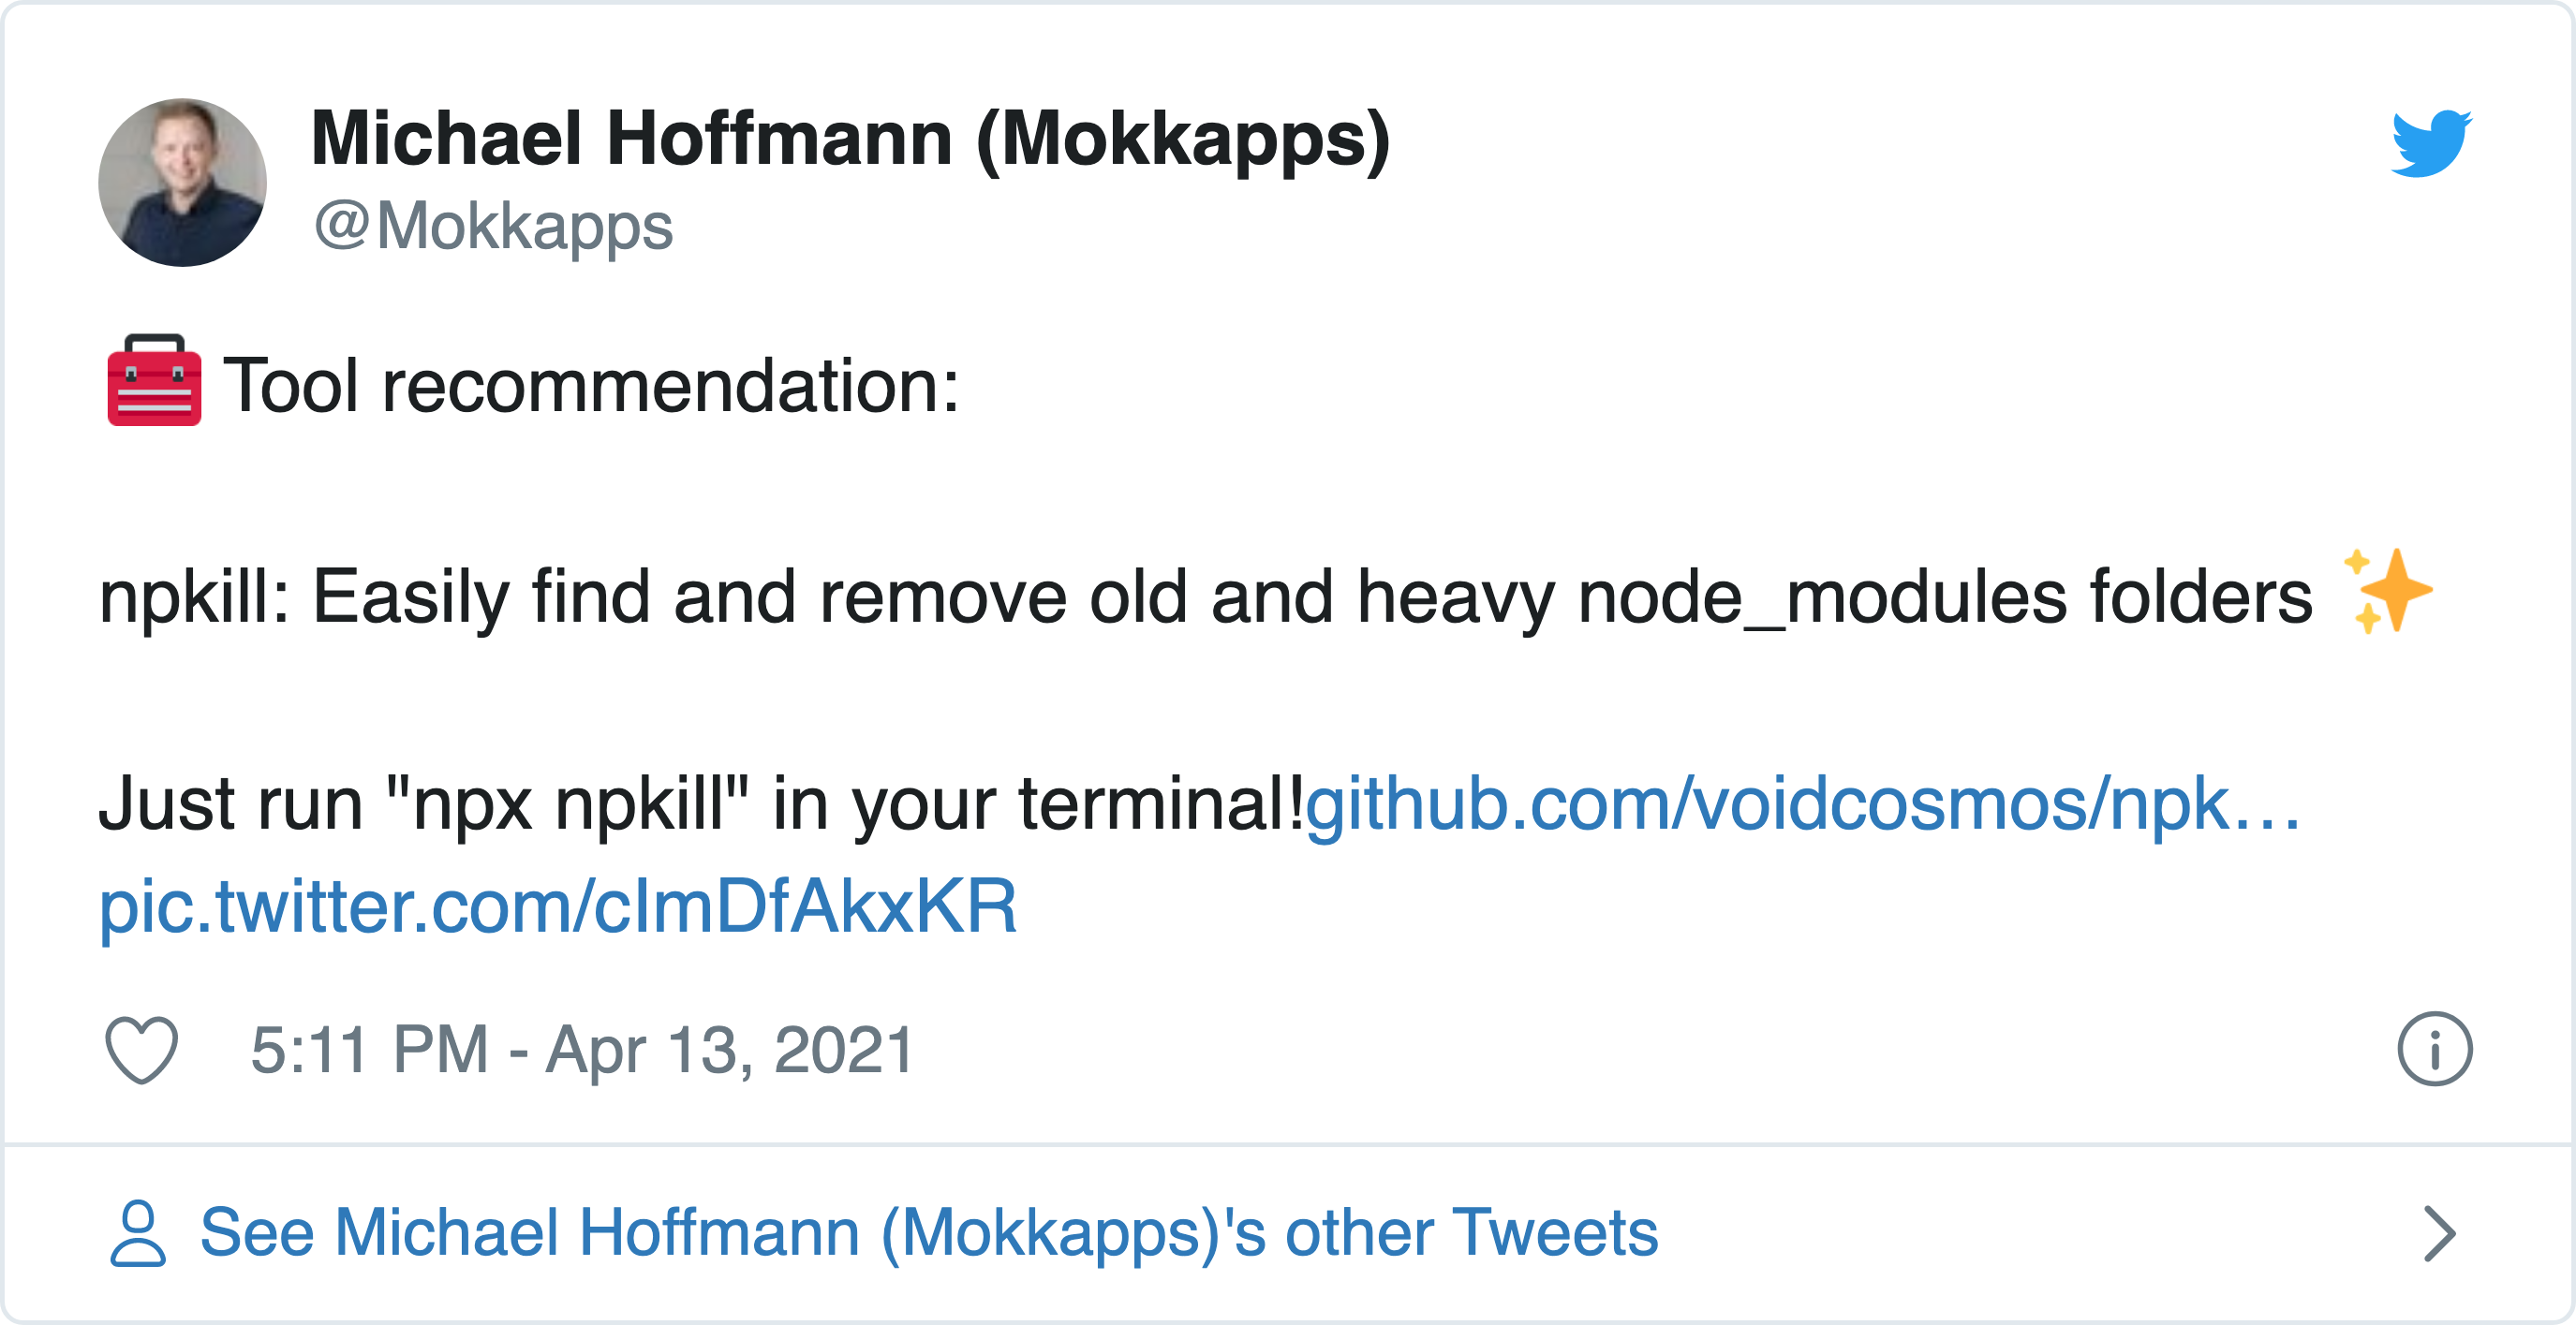 Michael Hoffmann (Mokkapps)
@Mokkapps
🧰 Tool recommendation:
npkill: Easily find and remove old and heavy node_modules folders ✨
Just run "npx npkill" in your terminal!github.com/voidcosmos/npk…
pic.twitter.com/cImDfAkxKR
5:11 PM - Apr 13, 2021
See Michael Hoffmann (Mokkapps)'s other Tweets